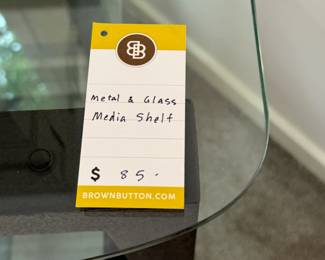 BB
Metal & Glass
Media Shelf
$ 85.
BROWNBUTTON.COM